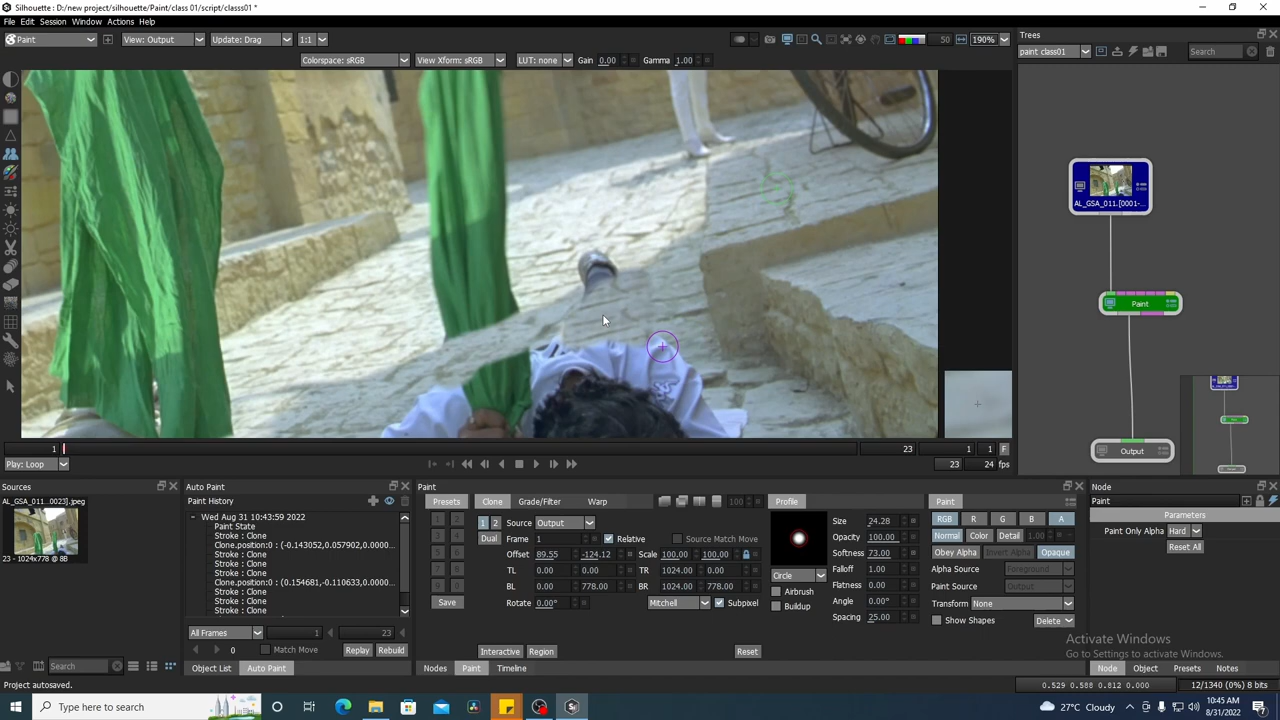 Silhouette : D:/new project/silhouette/Paint/class 01/script/classs01 *
File Edit Session Window Actions Help
Paint View: Output Update: Drag 1:1 50 190%
Colorspace: sRGB View Xform: sRGB LUT: none Gain 0.00 Gamma 1.00
Trees
paint class01 Search
AL_GSA_011.[0001-...
Paint
Output
1 23 1 1 F
Play: Loop 23 24 fps
Sources
AL_GSA_011...0023].jpeg
23 - 1024x778 @ 8B
Search
Auto Paint
Paint History
Wed Aug 31 10:43:59 2022
Paint State
Stroke : Clone
Clone.position:0 : (-0.143052,0.057902,0.0000...
Stroke : Clone
Stroke : Clone
Stroke : Clone
Clone.position:0 : (0.154681,-0.110633,0.0000...
Stroke : Clone
Stroke : Clone
Stroke : Clone
All Frames 1 23
0 Match Move Replay Rebuild
Object List Auto Paint
Paint
Presets Clone Grade/Filter Warp 100 Profile Paint
1 2 Source Output
Dual Frame 1 Relative Source Match Move
Offset 89.55 -124.12 Scale 100.00 100.00
TL 0.00 0.00 TR 1024.00 0.00
BL 0.00 778.00 BR 1024.00 778.00
Rotate 0.00° Mitchell Subpixel
Save
Interactive Region Reset
Nodes Paint Timeline
Circle
Airbrush
Buildup
Size 24.28
Opacity 100.00
Softness 73.00
Falloff 1.00
Flatness 0.00
Angle 0.00°
Spacing 25.00
RGB R G B A
Normal Color Detail 1.00
Obey Alpha Invert Alpha Opaque
Alpha Source Foreground
Paint Source Output
Transform None
Show Shapes Delete
Node
Paint
Parameters
Paint Only Alpha Hard
Reset All
Activate Windows
Go to Settings to activate Windows.
Node Object Presets Notes
Project autosaved.
0.529 0.588 0.812 0.000 12/1340 (0%) 8 bits
Type here to search
27°C Cloudy
10:45 AM
8/31/2022